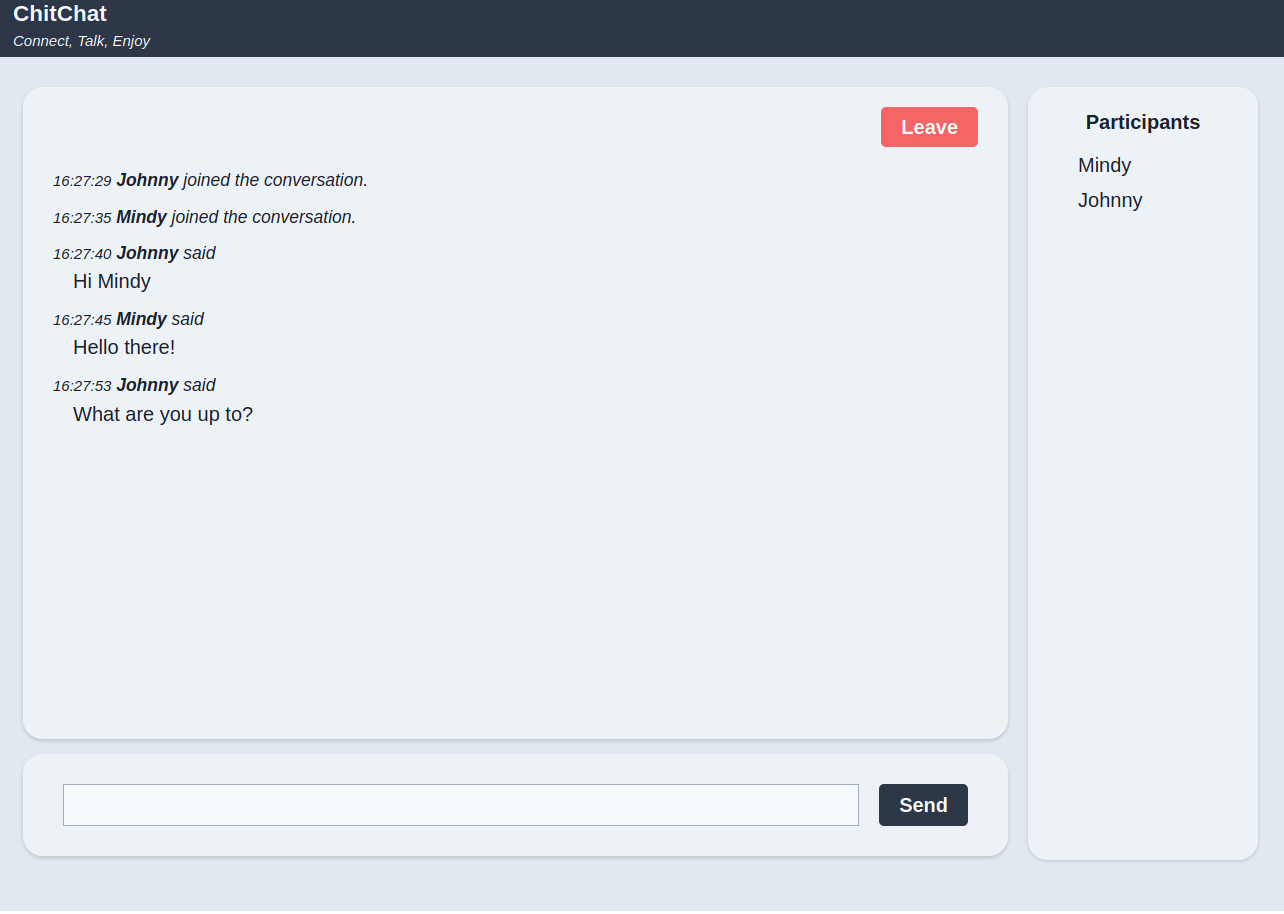 ChitChat
Connect, Talk, Enjoy
Leave
16:27:29 Johnny joined the conversation.
16:27:35 Mindy joined the conversation.
16:27:40 Johnny said
Hi Mindy
16:27:45 Mindy said
Hello there!
16:27:53 Johnny said
What are you up to?
Send
Participants
Mindy
Johnny